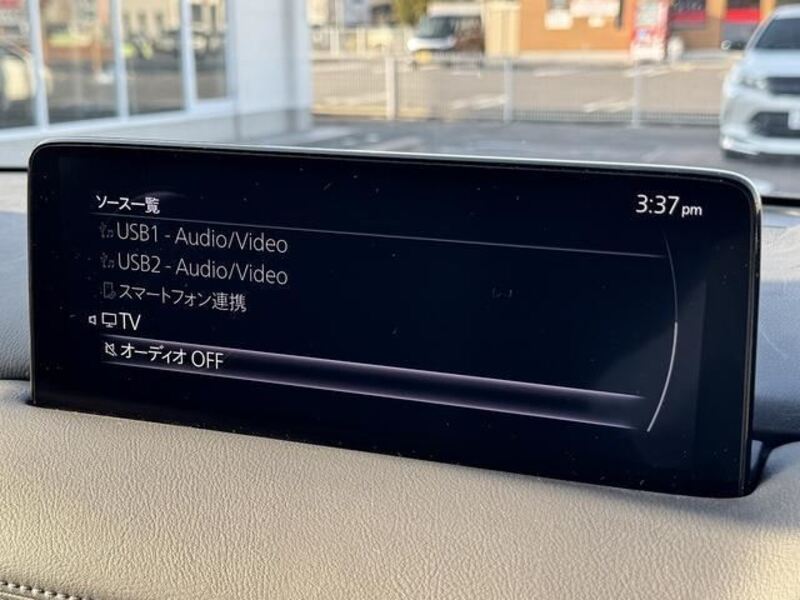 ソース一覧
3:37pm
USB1 - Audio/Video
USB2 - Audio/Video
スマートフォン連携
TV
オーディオ OFF